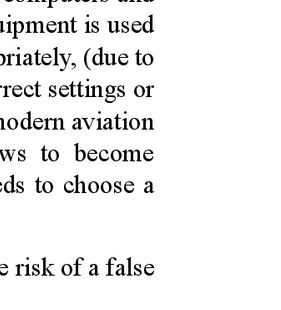 computers and
uipment is used
priately, (due to
rrect settings or
modern aviation
ws to become
eds to choose a
e risk of a false